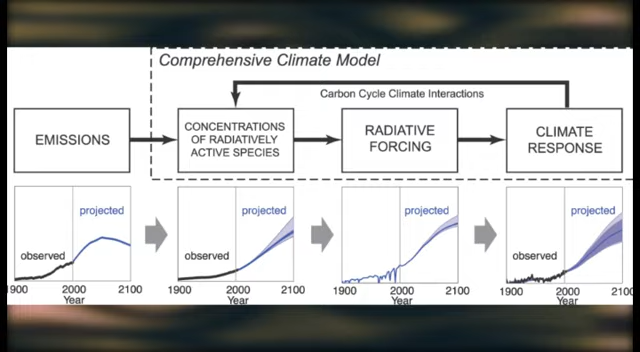 Comprehensive Climate Model
Carbon Cycle Climate Interactions
EMISSIONS
CONCENTRATIONS
OF RADIATIVELY
ACTIVE SPECIES
RADIATIVE
FORCING
CLIMATE
RESPONSE
projected
observed
1900 2000 2100
Year
projected
observed
1900 2000 2100
Year
projected
1900 2000 2100
Year
projected
observed
1900 2000 2100
Year